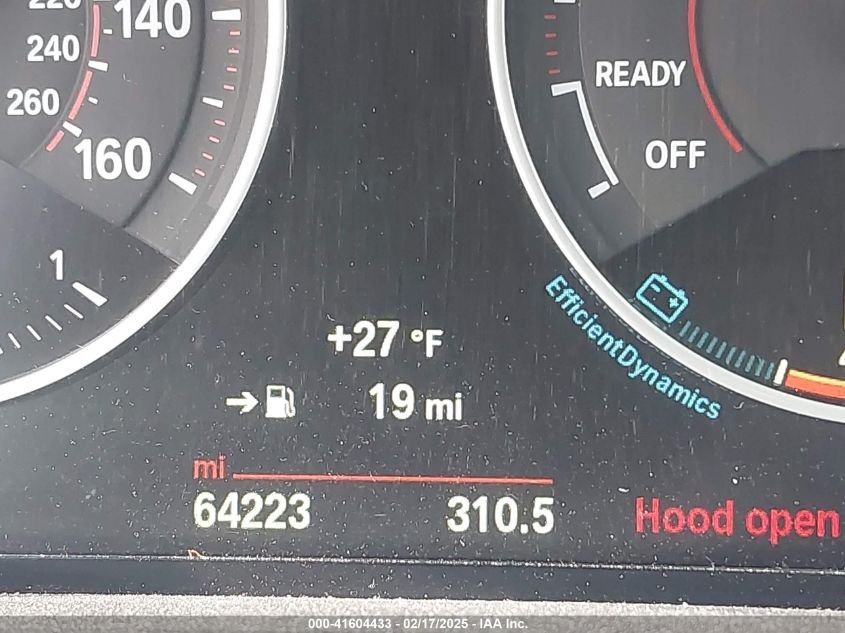 220
140
240
260
160
1
READY
OFF
EfficientDynamics
+27 °F
19 mi
mi
64223 310.5
Hood open
000-41604433 - 02/17/2025 - IAA Inc.